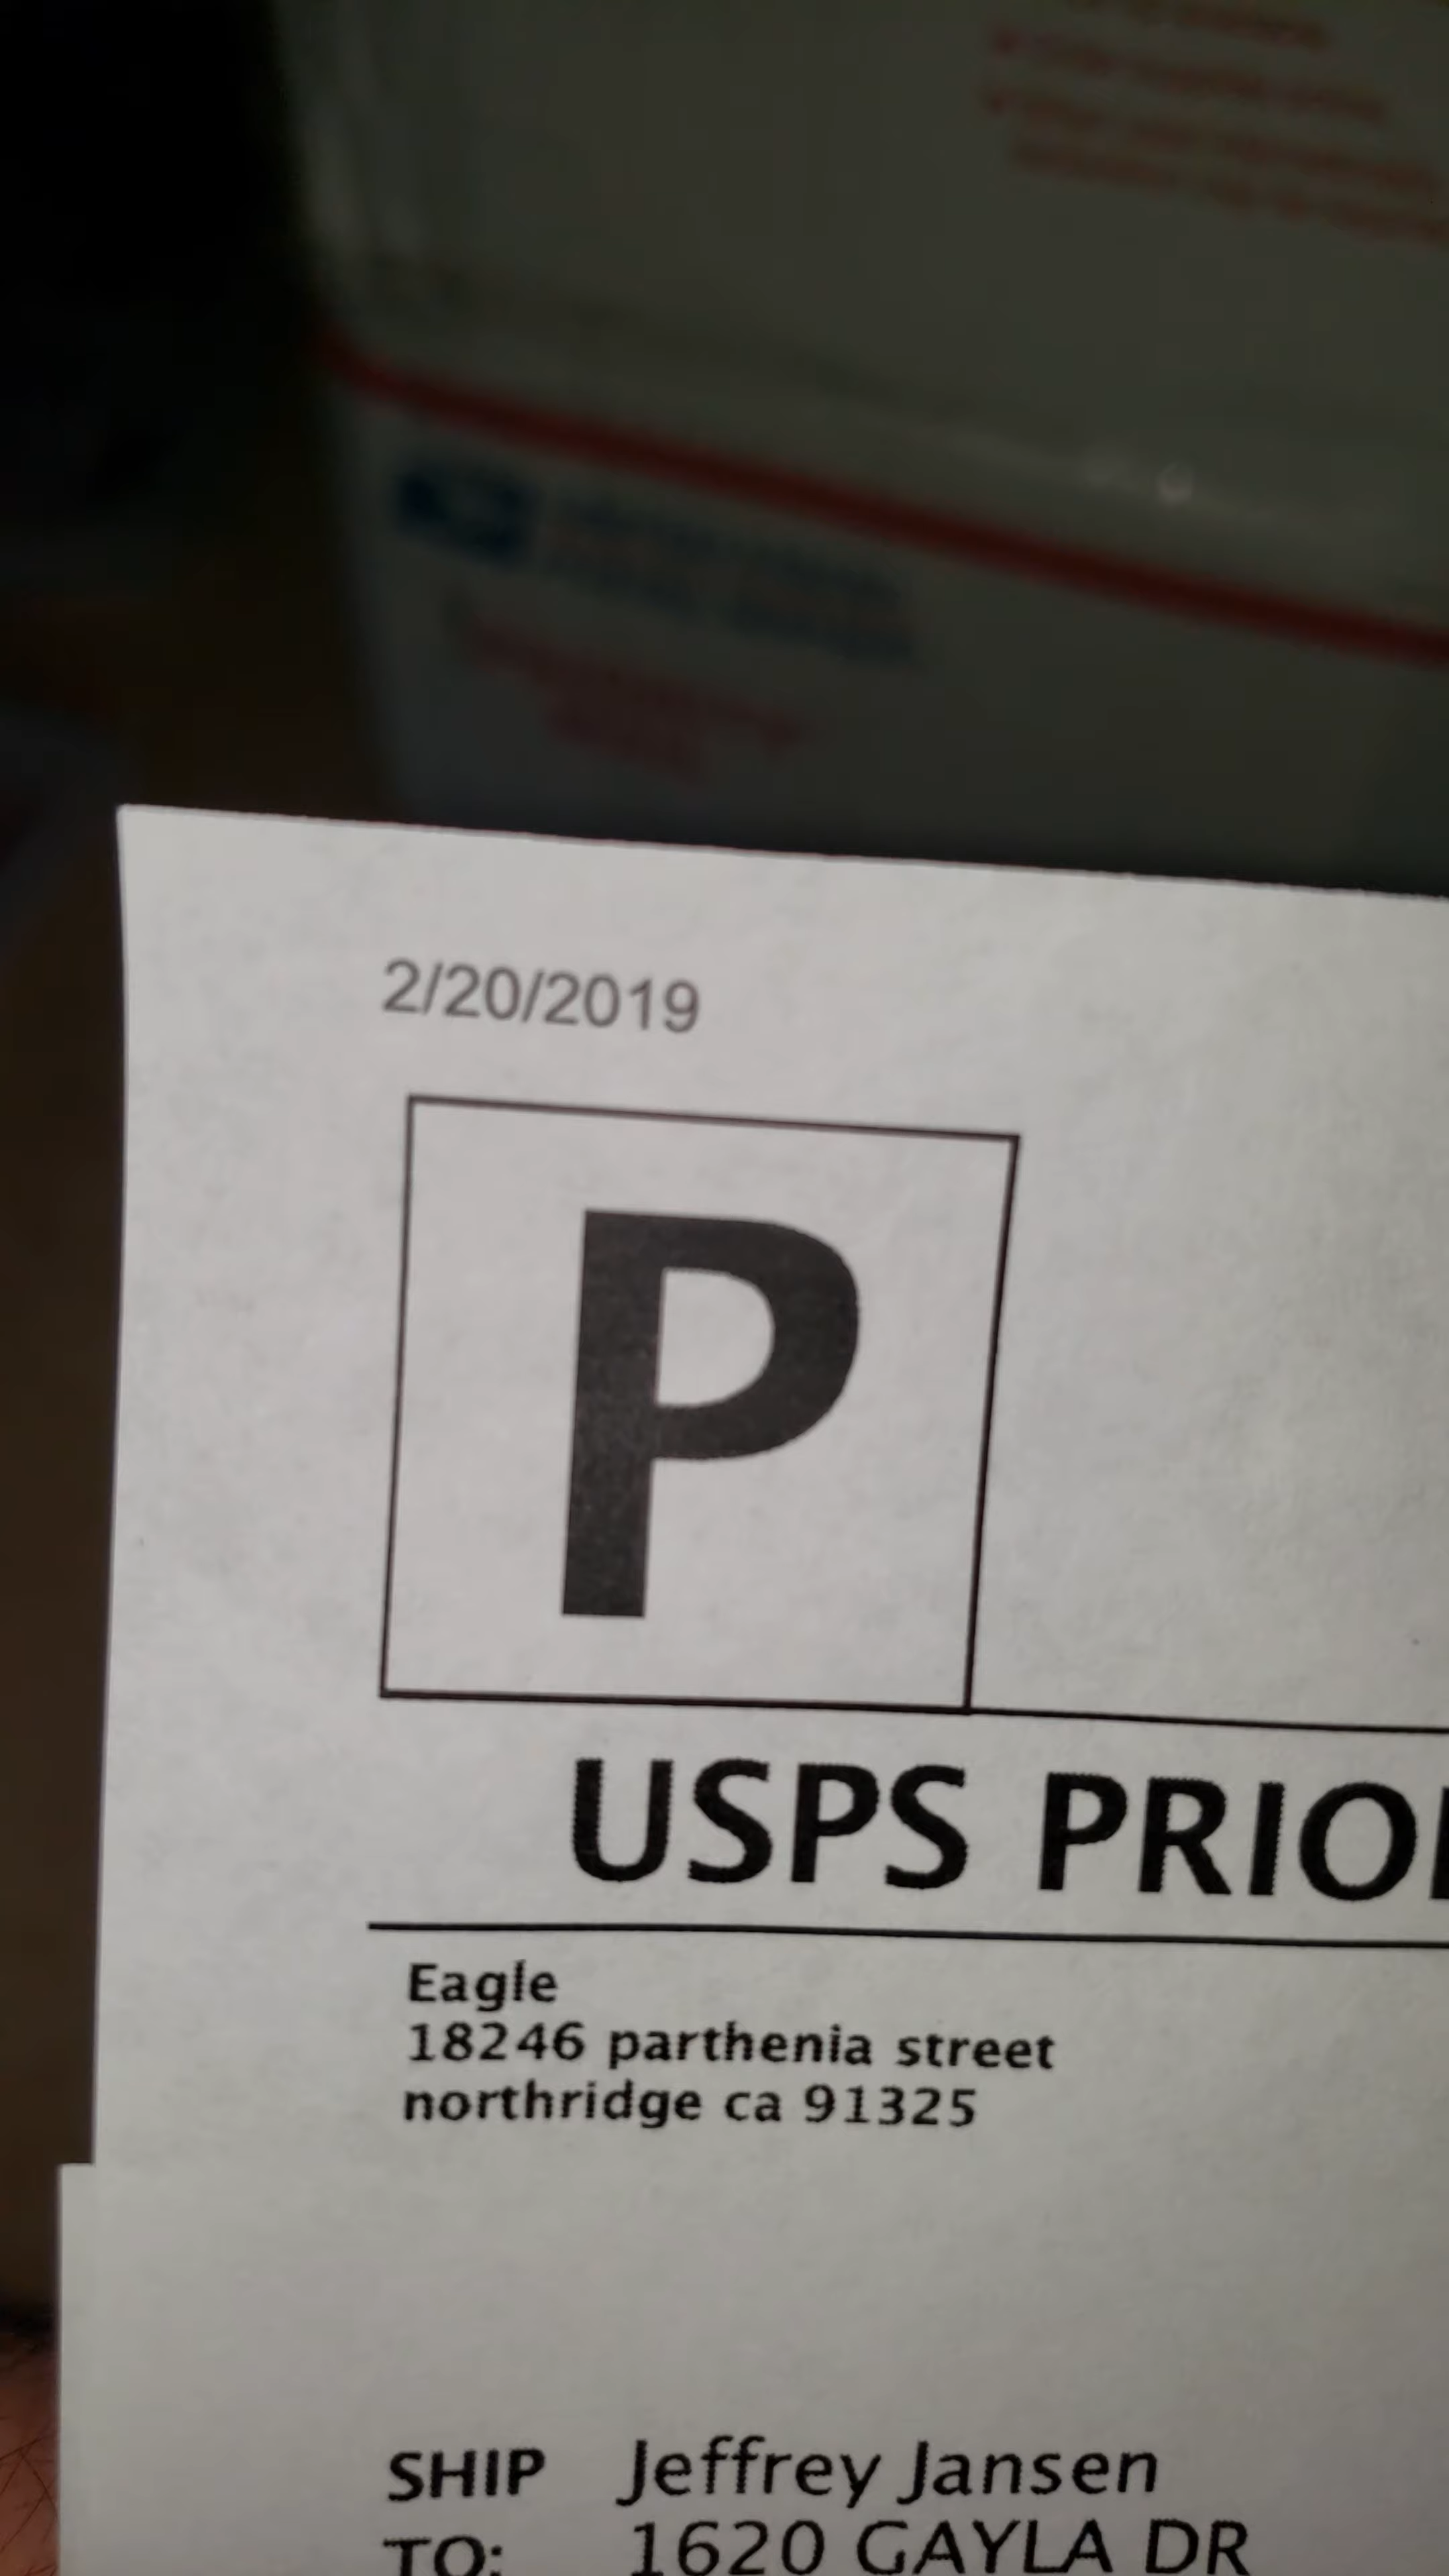 2/20/2019
P
USPS PRIO
Eagle
18246 parthenia street
northridge ca 91325
SHIP Jeffrey Jansen
TO: 1620 GAYLA DR